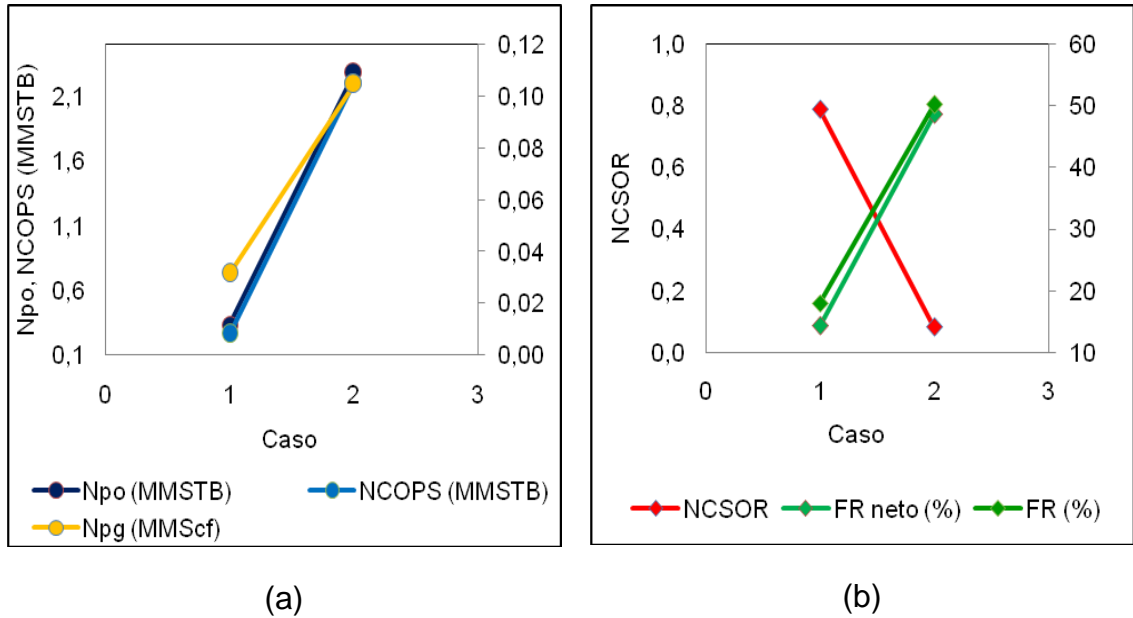 Npo, NCOPS (MMSTB)
2,1
1,6
1,1
0,6
0,1
0,12
0,10
0,08
0,06
0,04
0,02
0,00
0 1 2 3
Caso
Npo (MMSTB) NCOPS (MMSTB)
Npg (MMScf)
(a)
NCSOR
1,0
0,8
0,6
0,4
0,2
0,0
60
50
40
30
20
10
0 1 2 3
Caso
NCSOR FR neto (%) FR (%)
(b)